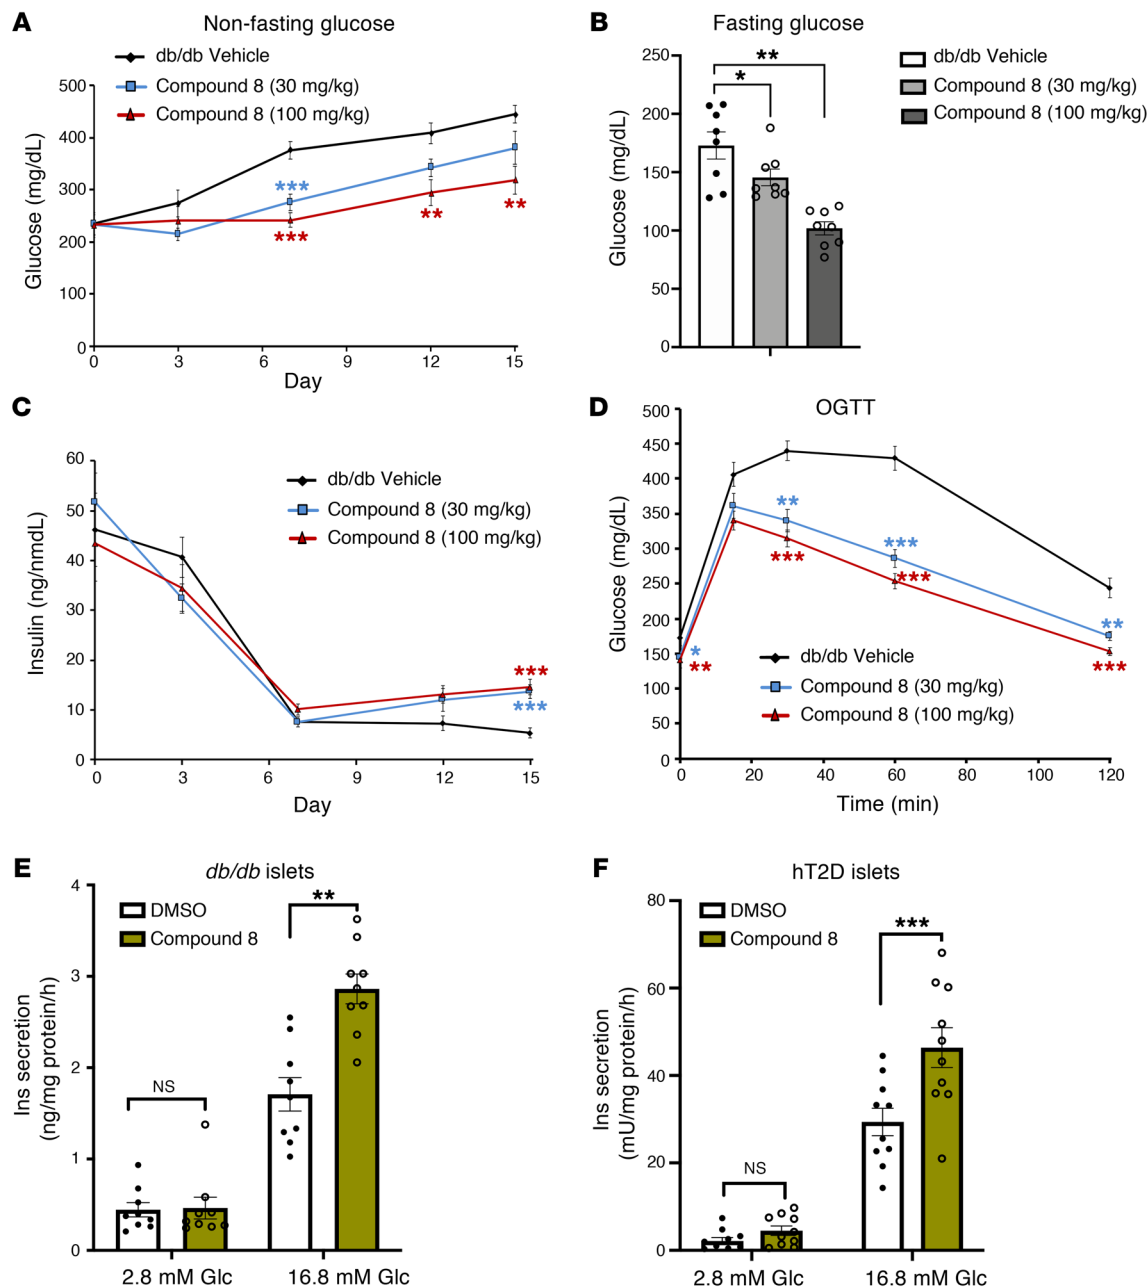 A
Non-fasting glucose
db/db Vehicle
Compound 8 (30 mg/kg)
Compound 8 (100 mg/kg)
Glucose (mg/dL)
500
400
300
200
100
0
***
***
**
**
0
3
6
9
12
15
Day
B
Fasting glucose
db/db Vehicle
Compound 8 (30 mg/kg)
Compound 8 (100 mg/kg)
Glucose (mg/dL)
250
200
150
100
50
0
**
*
C
db/db Vehicle
Compound 8 (30 mg/kg)
Compound 8 (100 mg/kg)
Insulin (ng/nmdL)
60
50
40
30
20
10
0
***
***
0
3
6
9
12
15
Day
D
OGTT
Glucose (mg/dL)
500
450
400
350
300
250
200
150
100
50
0
**
***
***
***
*
**
**
***
db/db Vehicle
Compound 8 (30 mg/kg)
Compound 8 (100 mg/kg)
0
20
40
60
80
100
120
Time (min)
E
db/db islets
DMSO
Compound 8
Ins secretion
(ng/mg protein/h)
4
3
2
1
0
**
NS
2.8 mM Glc
16.8 mM Glc
F
hT2D islets
DMSO
Compound 8
Ins secretion
(mU/mg protein/h)
80
60
40
20
0
***
NS
2.8 mM Glc
16.8 mM Glc